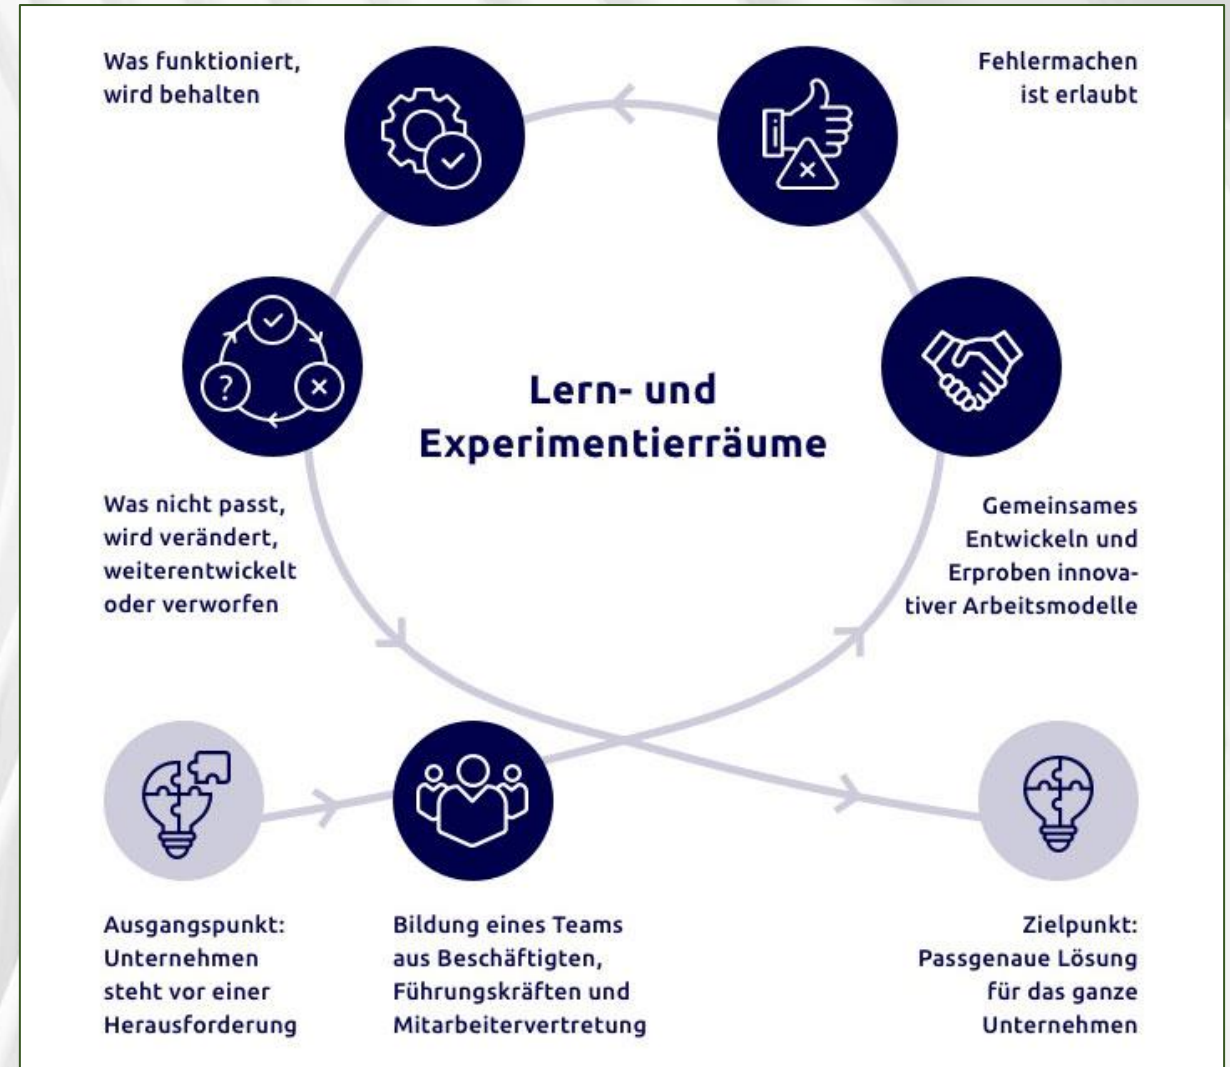 Was funktioniert,
wird behalten
Fehlermachen
ist erlaubt
Lern- und
Experimentierräume
Was nicht passt,
wird verändert,
weiterentwickelt
oder verworfen
Gemeinsames
Entwickeln und
Erproben innova-
tiver Arbeitsmodelle
Ausgangspunkt:
Unternehmen
steht vor einer
Herausforderung
Bildung eines Teams
aus Beschäftigten,
Führungskräften und
Mitarbeitervertretung
Zielpunkt:
Passgenaue Lösung
für das ganze
Unternehmen